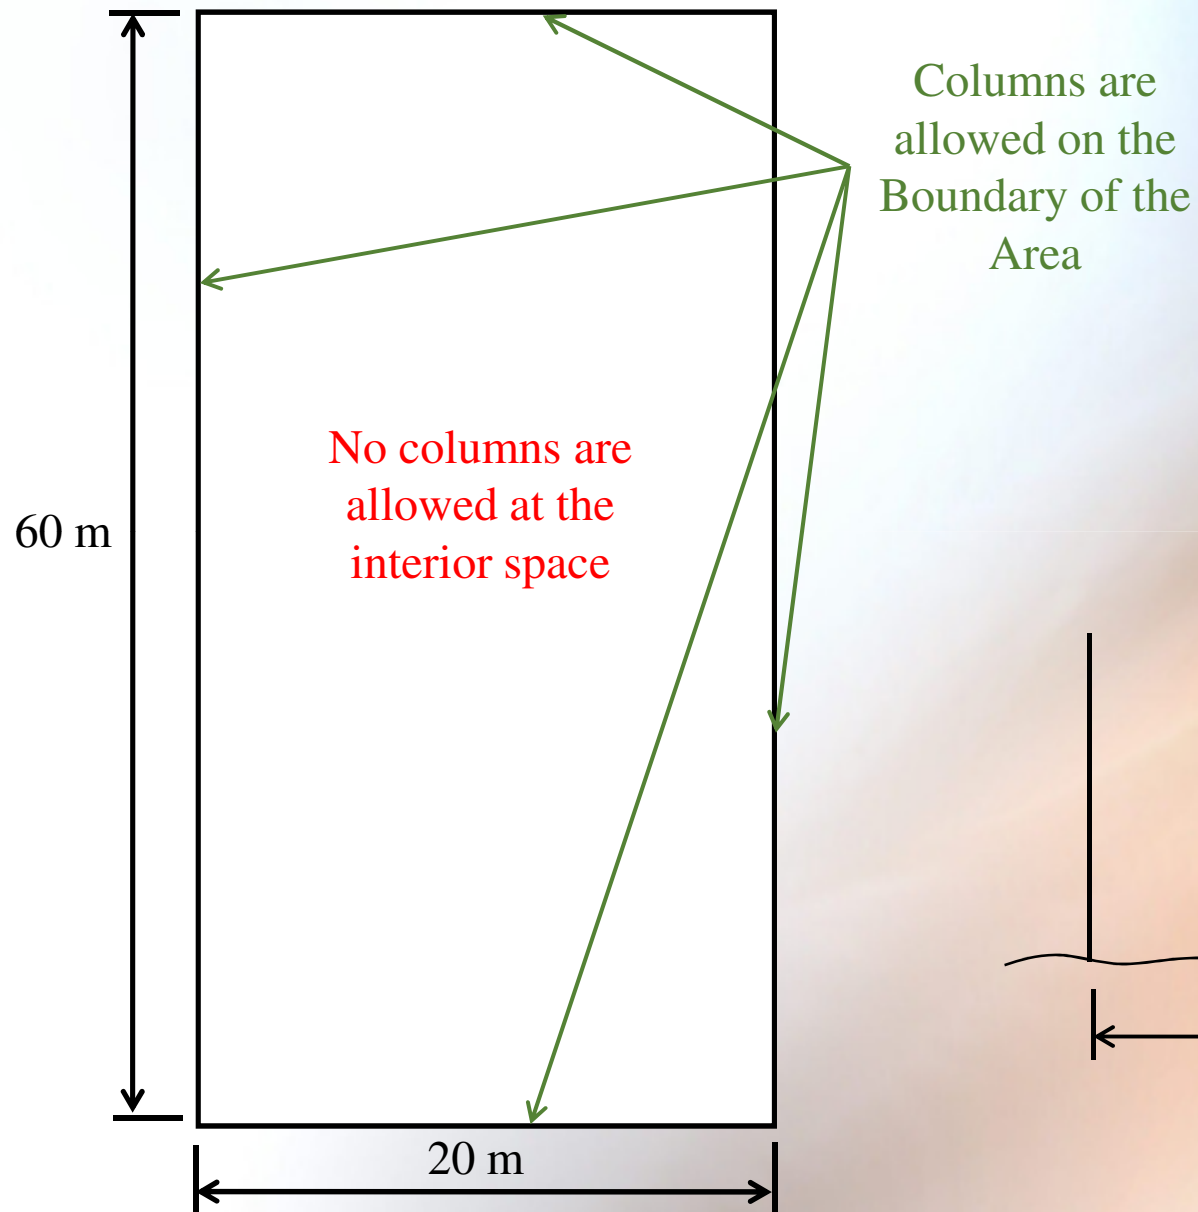 Columns are
allowed on the
Boundary of the
Area
No columns are
allowed at the
interior space
60 m
20 m